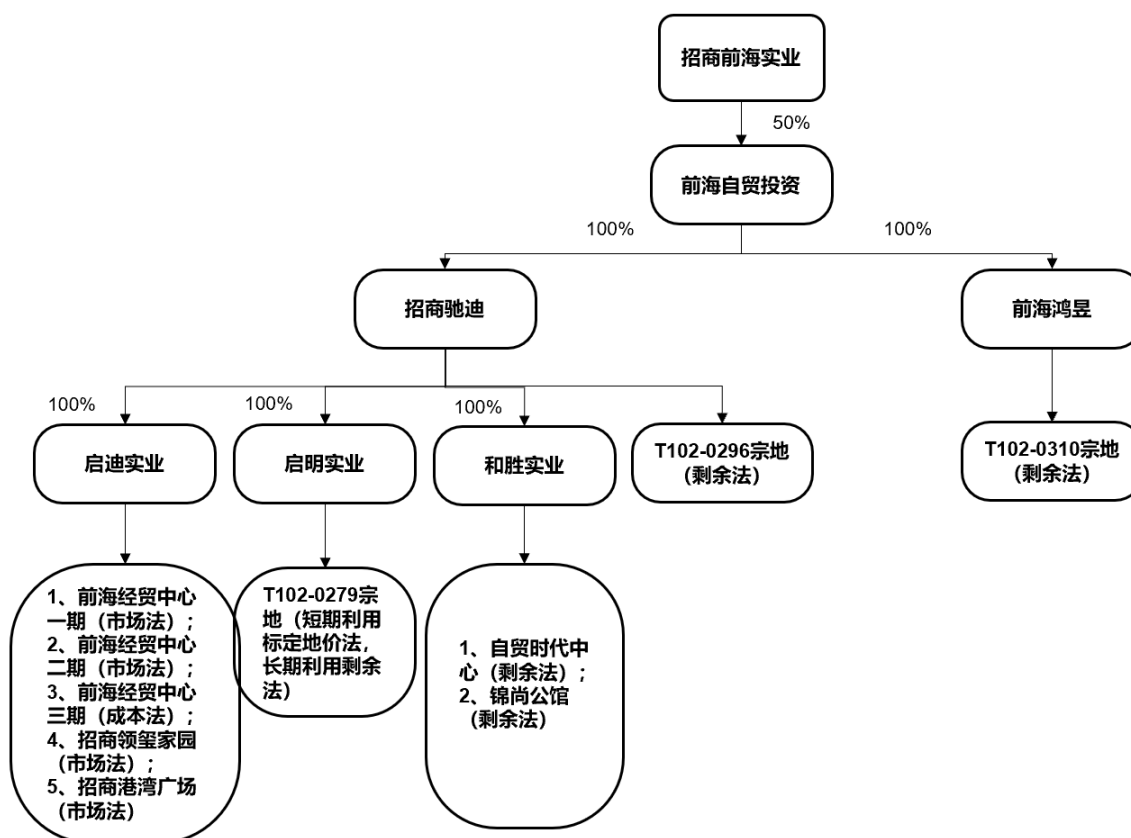 招商前海实业
50%
前海自贸投资
100%
100%
招商驰迪
前海鸿昱
100%
100%
100%
启迪实业
启明实业
和胜实业
T102-0296宗地
（剩余法）
T102-0310宗地
（剩余法）
1、前海经贸中心
一期（市场法）；
2、前海经贸中心
二期（市场法）；
3、前海经贸中心
三期（成本法）；
4、招商领玺家园
（市场法）；
5、招商港湾广场
（市场法）
T102-0279宗
地（短期利用
标定地价法，
长期利用剩余
法）
1、自贸时代中
心（剩余法）；
2、锦尚公馆
（剩余法）